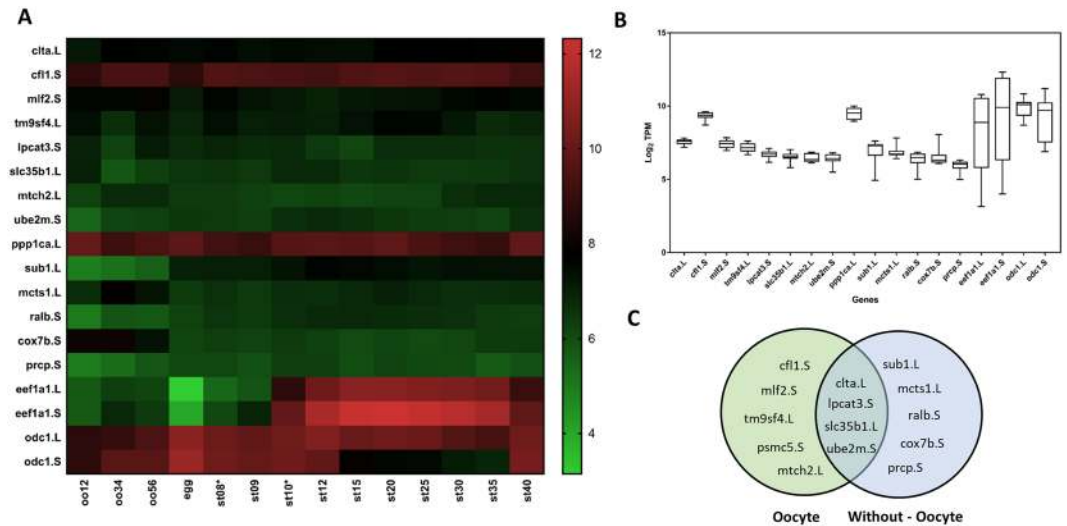 A
clta.L
cfl1.S
mlf2.S
tm9sf4.L
lpcat3.S
slc35b1.L
mtch2.L
ube2m.S
ppp1ca.L
sub1.L
mcts1.L
ralb.S
cox7b.S
prcp.S
eef1a1.L
eef1a1.S
odc1.L
odc1.S
oo12
oo34
oo56
egg
st08*
st09
st10*
st12
st15
st20
st25
st30
st35
st40
12
10
8
6
4
B
Log2 TPM
15
10
5
0
clta.L
cfl1.S
mlf2.S
tm9sf4.L
lpcat3.S
slc35b1.L
mtch2.L
ube2m.S
ppp1ca.L
sub1.L
mcts1.L
ralb.S
cox7b.S
prcp.S
eef1a1.L
eef1a1.S
odc1.L
odc1.S
Genes
C
cfl1.S
mlf2.S
tm9sf4.L
psmc5.S
mtch2.L
clta.L
lpcat3.S
slc35b1.L
ube2m.S
sub1.L
mcts1.L
ralb.S
cox7b.S
prcp.S
Oocyte
Without - Oocyte